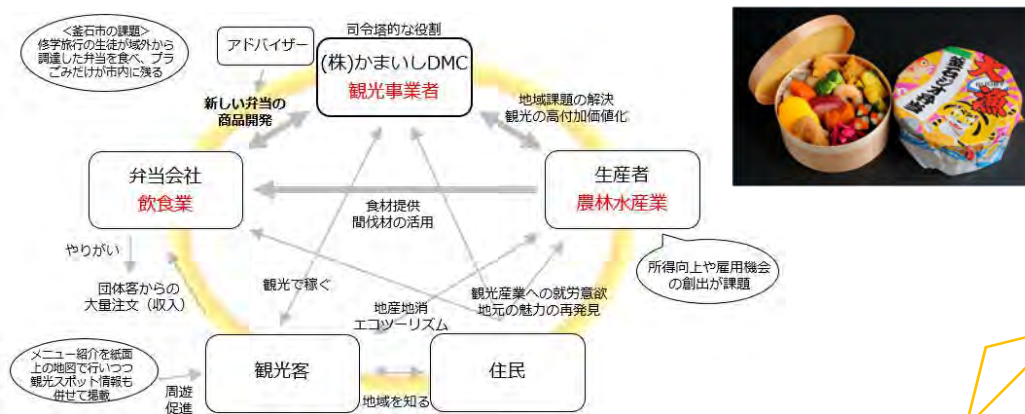 <釜石市の課題>
修学旅行の生徒が域外から
調達した弁当を食べ、プラ
ごみだけが市内に残る
アドバイザー
司令塔的な役割
(株)かまいしDMC
観光事業者
新しい弁当の
商品開発
地域課題の解決
観光の高付加価値化
弁当会社
飲食業
生産者
農林水産業
食材提供
間伐材の活用
やりがい
団体客からの
大量注文（収入）
観光で稼ぐ
地産地消
エコツーリズム
観光産業への就労意欲
地元の魅力の再発見
所得向上や雇用機会
の創出が課題
メニュー紹介を紙面
上の地図で行いつつ
観光スポット情報も
併せて掲載
周遊
促進
観光客
地域を知る
住民